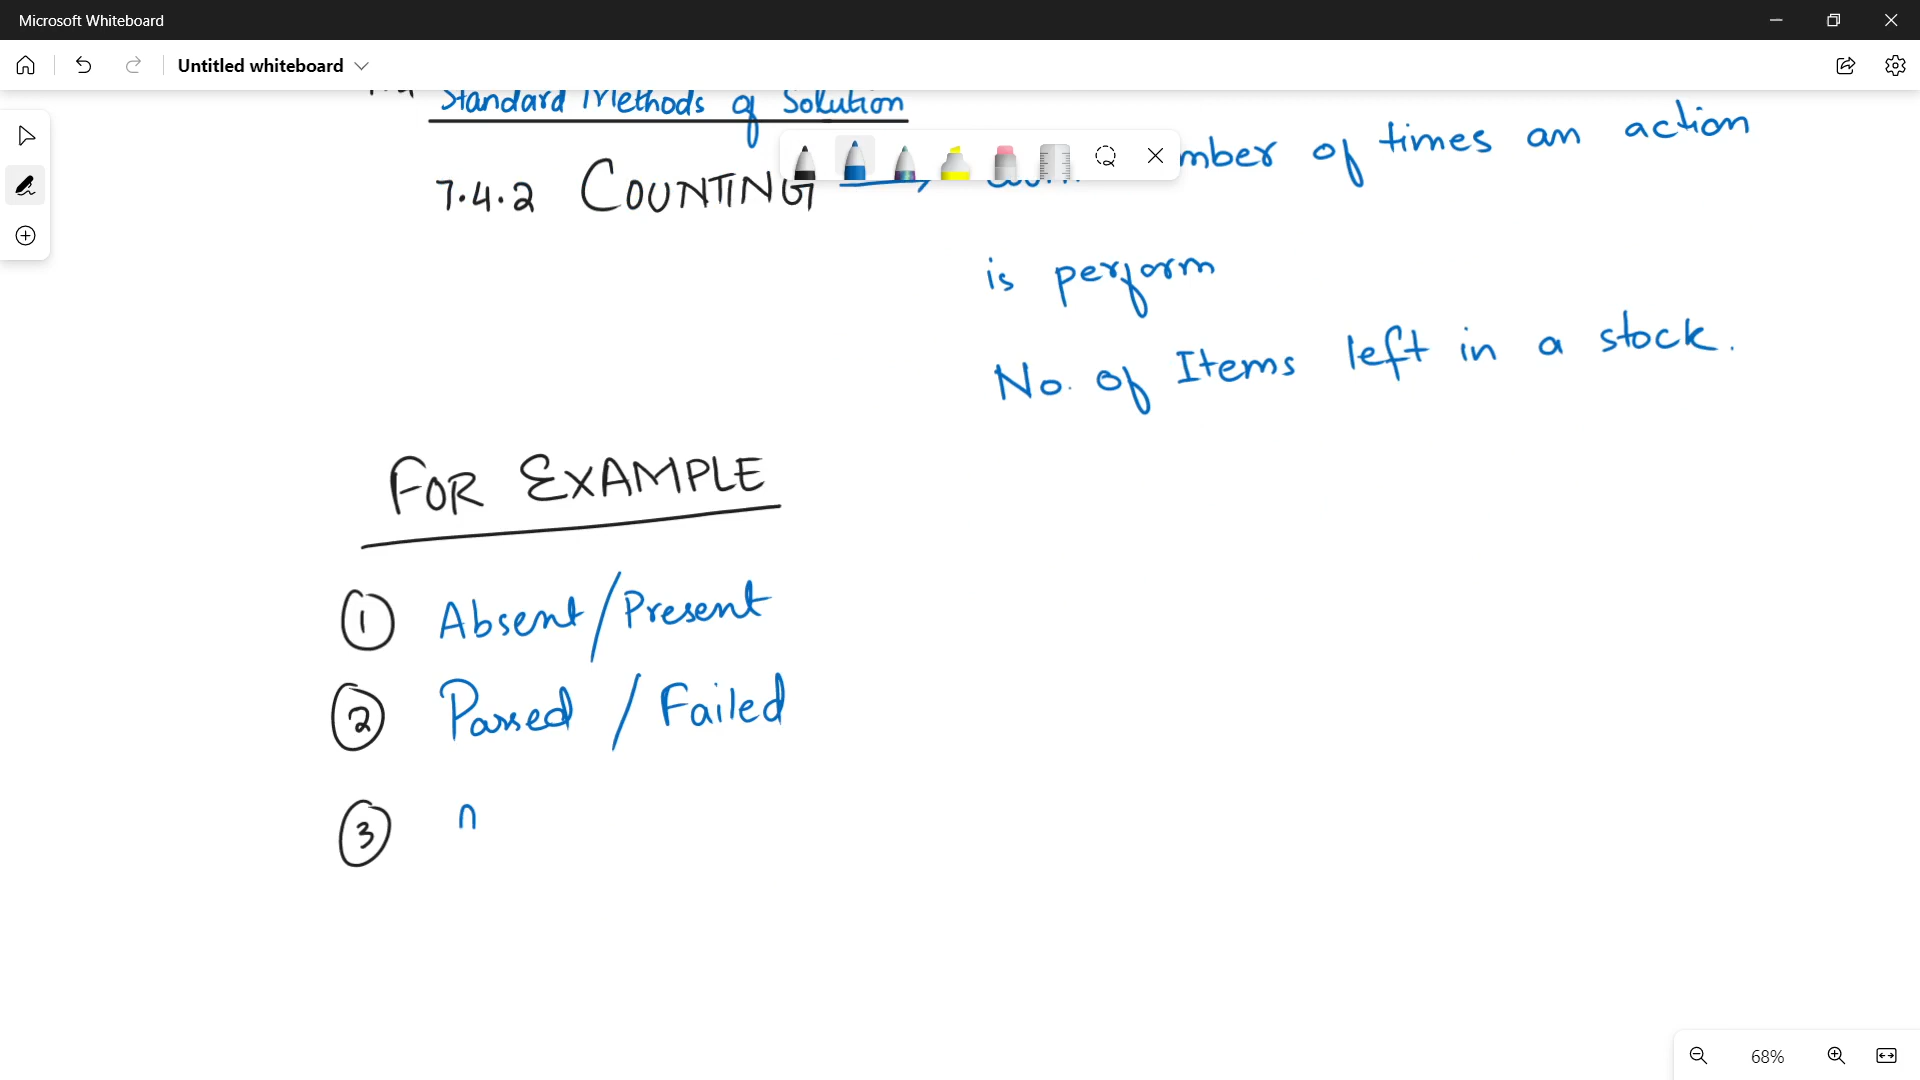 Microsoft Whiteboard
Untitled whiteboard
Standard Methods of Solution
7.4.2 COUNTING
mber of times an action
is perform
No. of Items left in a stock.
FOR EXAMPLE
1 Absent/Present
2 Passed / Failed
3 n
68%